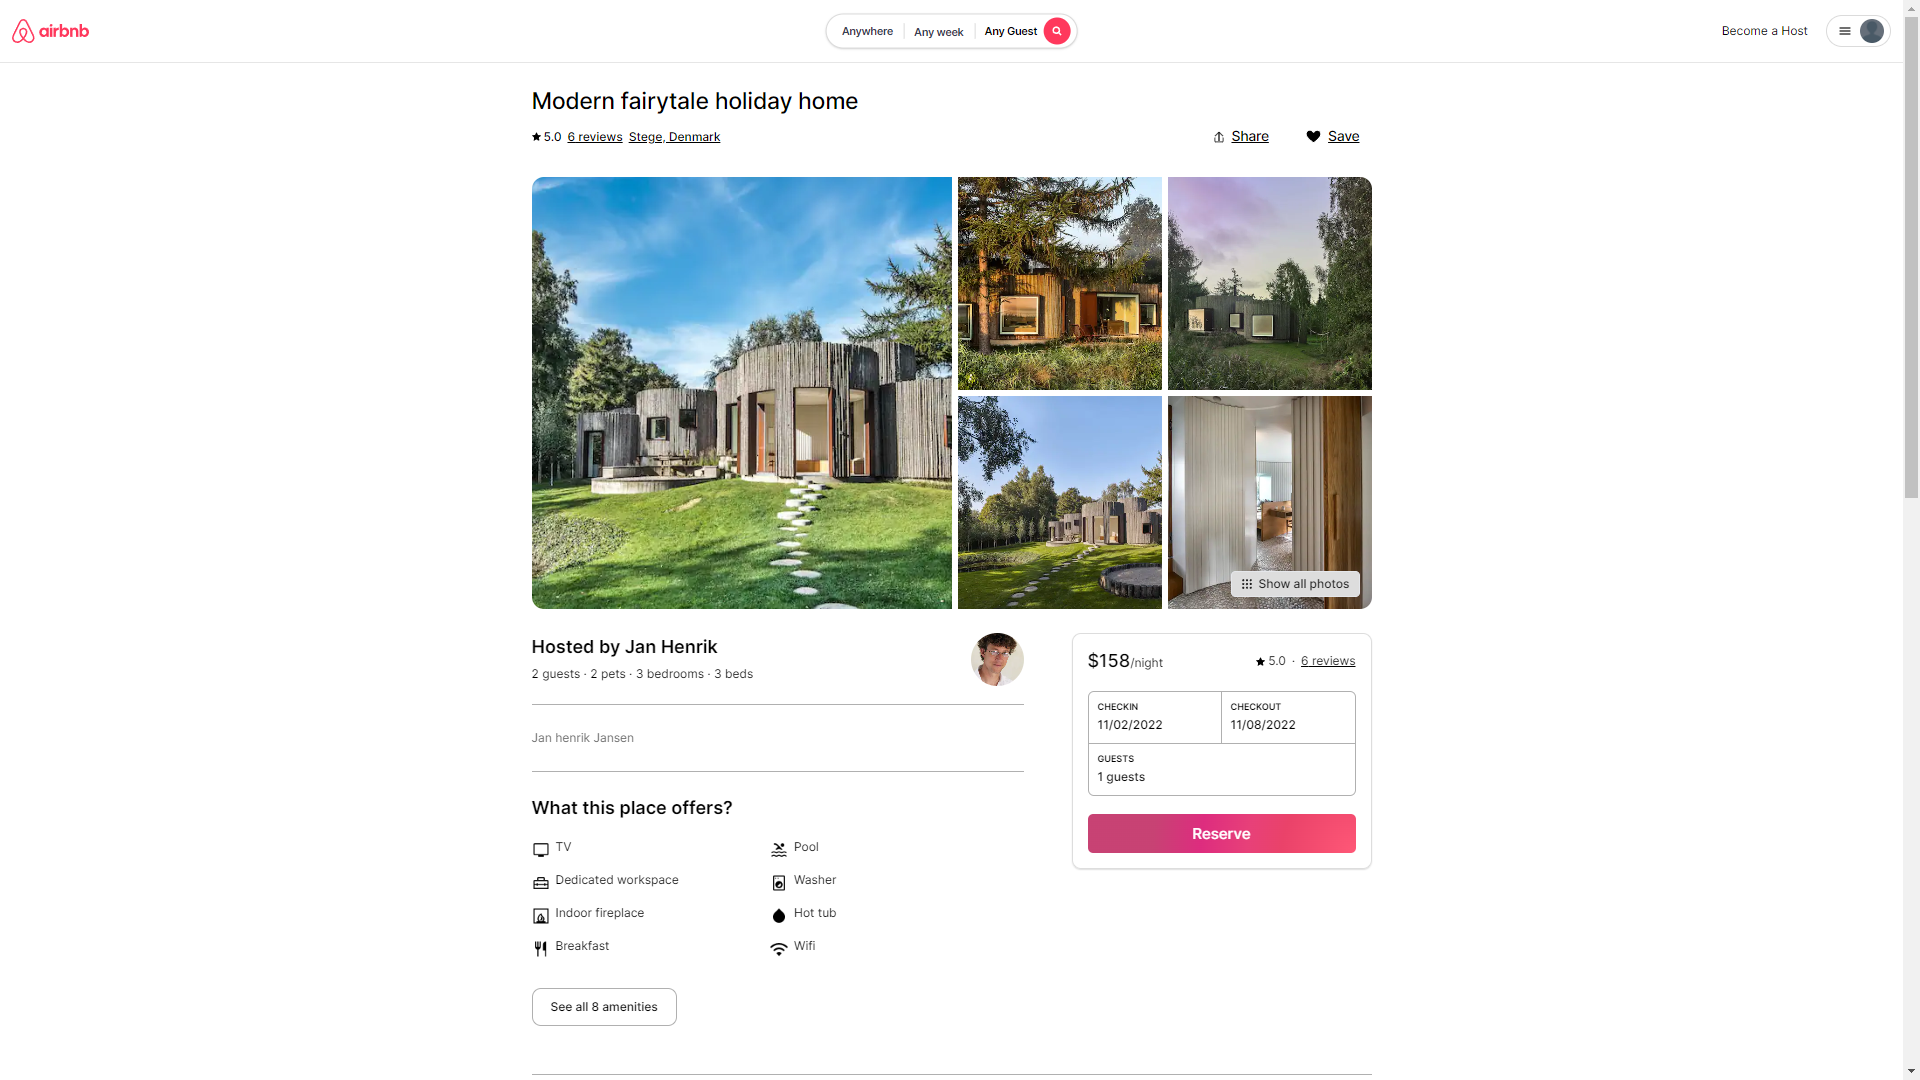 airbnb
Anywhere Any week Any Guest
Become a Host
Modern fairytale holiday home
5.0 6 reviews Stege, Denmark
Share Save
Show all photos
Hosted by Jan Henrik
2 guests · 2 pets · 3 bedrooms · 3 beds
Jan henrik Jansen
What this place offers?
TV Pool
Dedicated workspace Washer
Indoor fireplace Hot tub
Breakfast Wifi
See all 8 amenities
$158/night 5.0 · 6 reviews
CHECKIN CHECKOUT
11/02/2022 11/08/2022
GUESTS
1 guests
Reserve